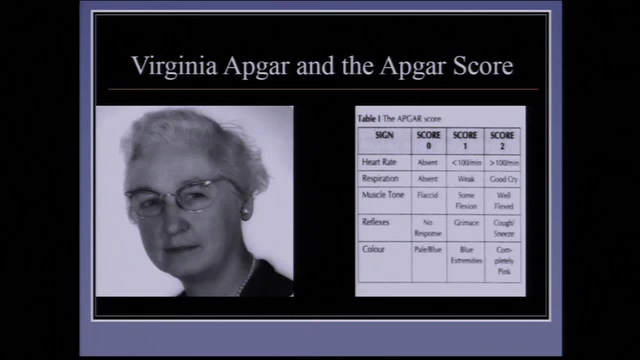 Virginia Apgar and the Apgar Score
Table I The APGAR score
SIGN SCORE 0 SCORE 1 SCORE 2
Heart Rate Absent <100/min >100/min
Respiration Absent Weak Good Cry
Muscle Tone Flaccid Some Flexion Well Flexed
Reflexes No Response Grimace Cough/ Sneeze
Colour Pale/Blue Blue Extremities Com- pletely Pink